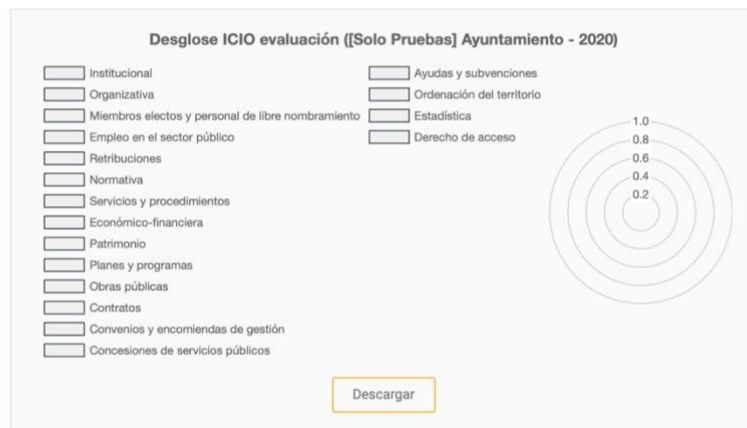 Desglose ICIO evaluación ([Solo Pruebas] Ayuntamiento - 2020)
Institucional
Organizativa
Miembros electos y personal de libre nombramiento
Empleo en el sector público
Retribuciones
Normativa
Servicios y procedimientos
Económico-financiera
Patrimonio
Planes y programas
Obras públicas
Contratos
Convenios y encomiendas de gestión
Concesiones de servicios públicos
Ayudas y subvenciones
Ordenación del territorio
Estadística
Derecho de acceso
1.0
0.8
0.6
0.4
0.2
Descargar